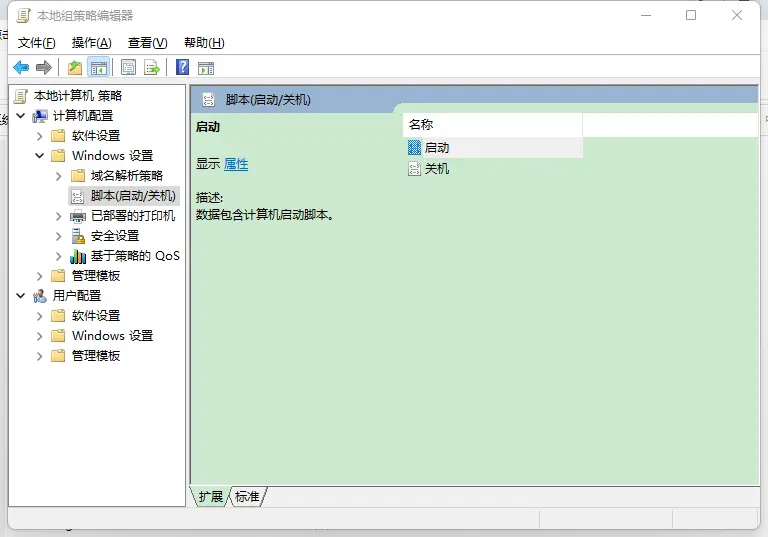 本地组策略编辑器
文件(F) 操作(A) 查看(V) 帮助(H)
本地计算机 策略
计算机配置
软件设置
Windows 设置
域名解析策略
脚本(启动/关机)
已部署的打印机
安全设置
基于策略的 QoS
管理模板
用户配置
软件设置
Windows 设置
管理模板
脚本(启动/关机)
启动
显示 属性
描述:
数据包含计算机启动脚本。
名称
启动
关机
扩展 标准